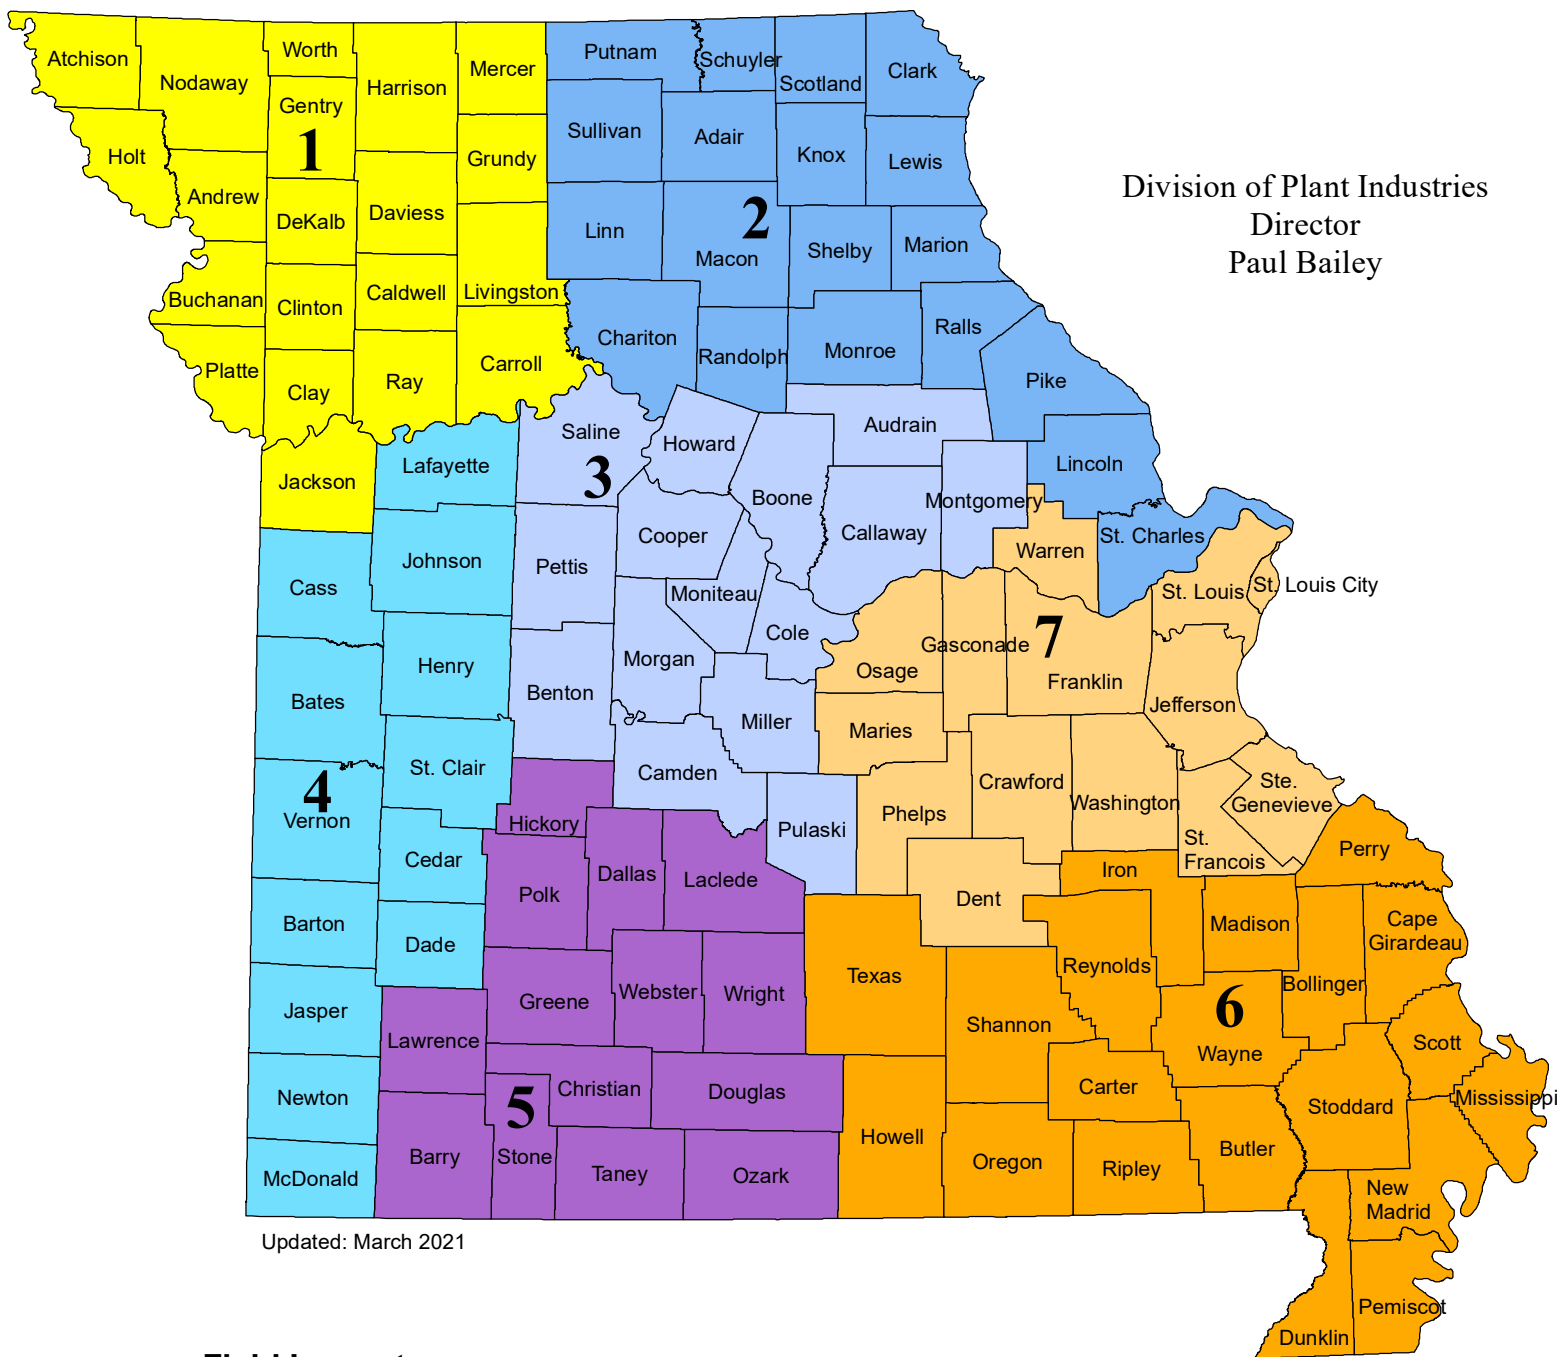 Atchison
Nodaway
Worth
Gentry
Harrison
Mercer
Putnam
Schuyler
Scotland
Clark
Holt
Andrew
1
DeKalb
Daviess
Grundy
Sullivan
Adair
Knox
Lewis
Division of Plant Industries
Director
Paul Bailey
Buchanan
Clinton
Caldwell
Livingston
Linn
2
Macon
Shelby
Marion
Platte
Clay
Ray
Carroll
Chariton
Randolph
Monroe
Ralls
Pike
Jackson
Lafayette
Saline
3
Howard
Boone
Audrain
Callaway
Montgomery
Lincoln
Cass
Johnson
Pettis
Cooper
Moniteau
Cole
Warren
St. Charles
St. Louis
St. Louis City
Bates
Henry
Benton
Morgan
Miller
Osage
Gasconade
7
Franklin
Jefferson
4
Vernon
St. Clair
Hickory
Camden
Pulaski
Maries
Phelps
Crawford
Washington
Ste.
Genevieve
St.
Francois
Perry
Cedar
Polk
Dallas
Laclede
Dent
Iron
Madison
Cape
Girardeau
Barton
Dade
Greene
Webster
Wright
Texas
Shannon
Reynolds
Bollinger
6
Wayne
Scott
Mississippi
Jasper
Lawrence
Christian
Douglas
Howell
Carter
Stoddard
Newton
Barry
5
Stone
Taney
Ozark
Oregon
Ripley
Butler
New
Madrid
McDonald
Pemiscot
Dunklin
Updated: March 2021